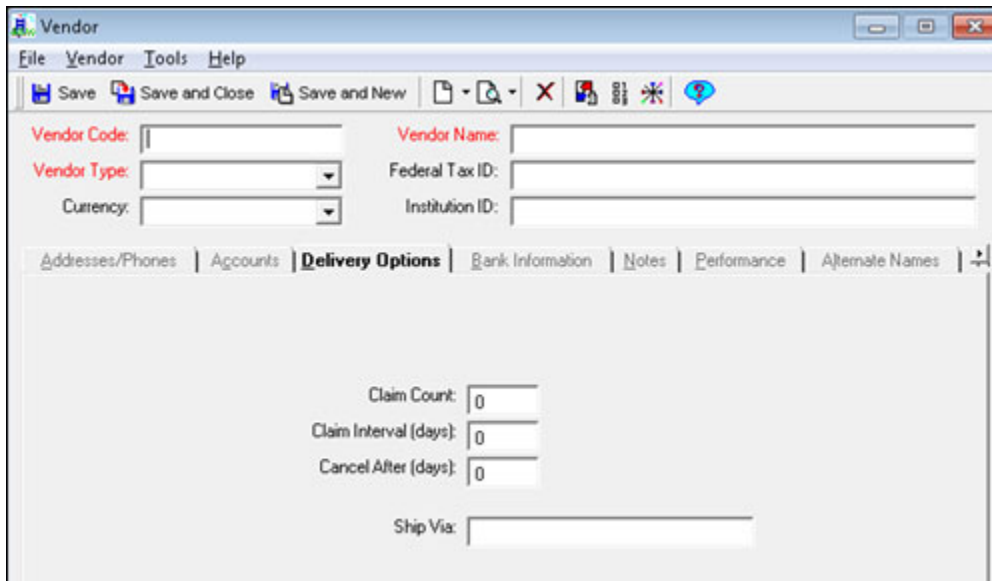 Vendor
File Vendor Tools Help
Save Save and Close Save and New
Vendor Code: Vendor Name:
Vendor Type: Federal Tax ID:
Currency: Institution ID:
Addresses/Phones Accounts Delivery Options Bank Information Notes Performance Alternate Names
Claim Count: 0
Claim Interval (days): 0
Cancel After (days): 0
Ship Via: